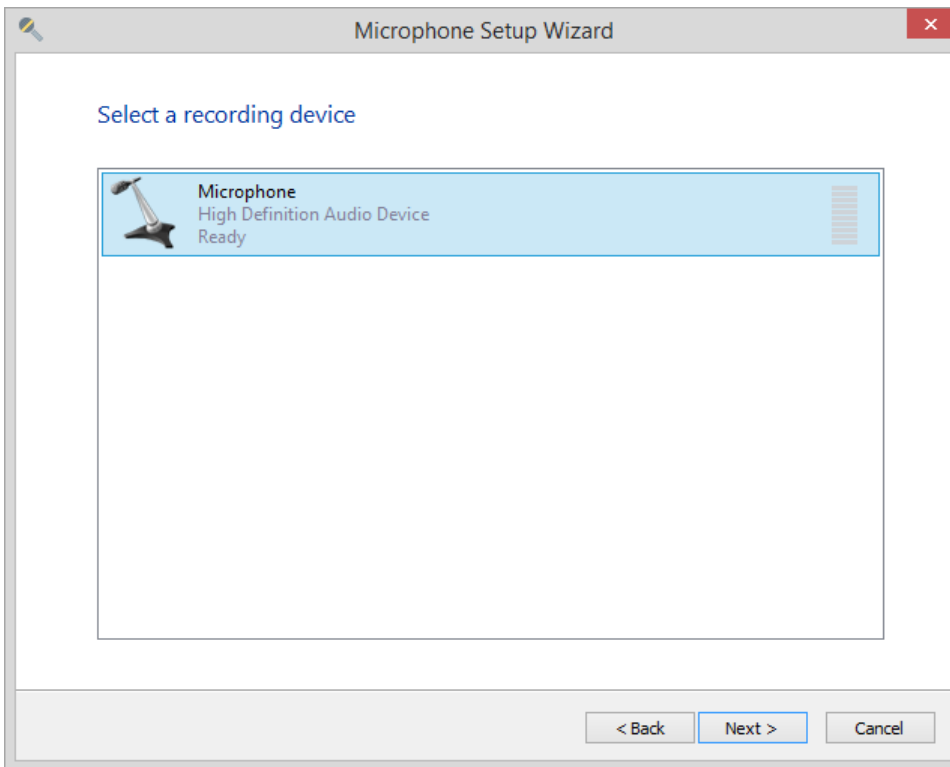 Microphone Setup Wizard
Select a recording device
Microphone
High Definition Audio Device
Ready
< Back
Next >
Cancel